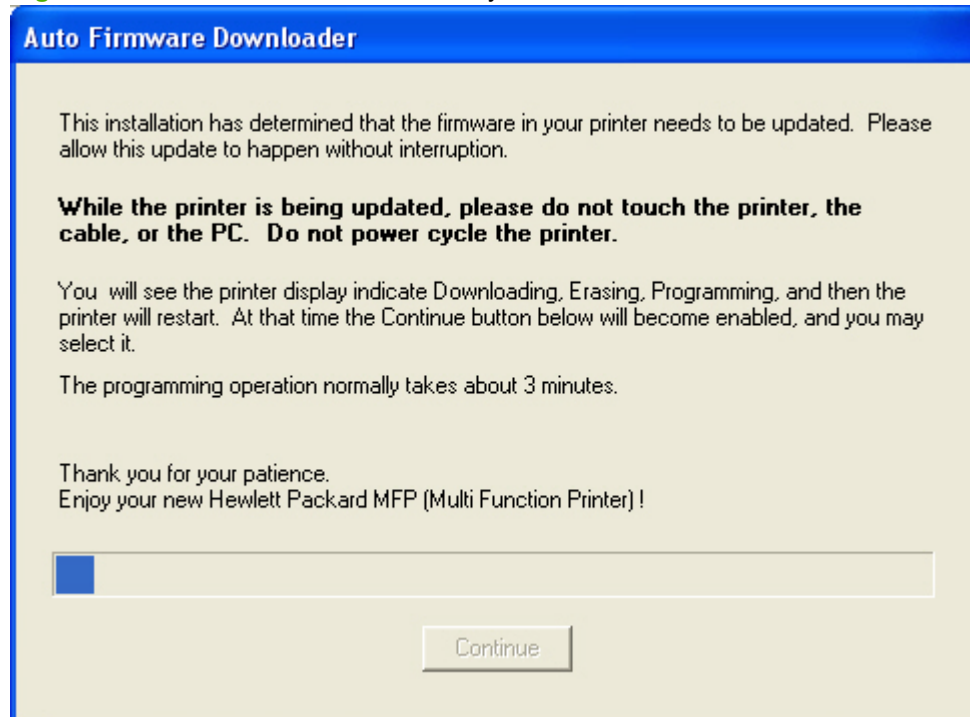 Auto Firmware Downloader
This installation has determined that the firmware in your printer needs to be updated.  Please
allow this update to happen without interruption.
While the printer is being updated, please do not touch the printer, the
cable, or the PC.  Do not power cycle the printer.
You  will see the printer display indicate Downloading, Erasing, Programming, and then the
printer will restart.  At that time the Continue button below will become enabled, and you may
select it.
The programming operation normally takes about 3 minutes.
Thank you for your patience.
Enjoy your new Hewlett Packard MFP (Multi Function Printer) !
Continue